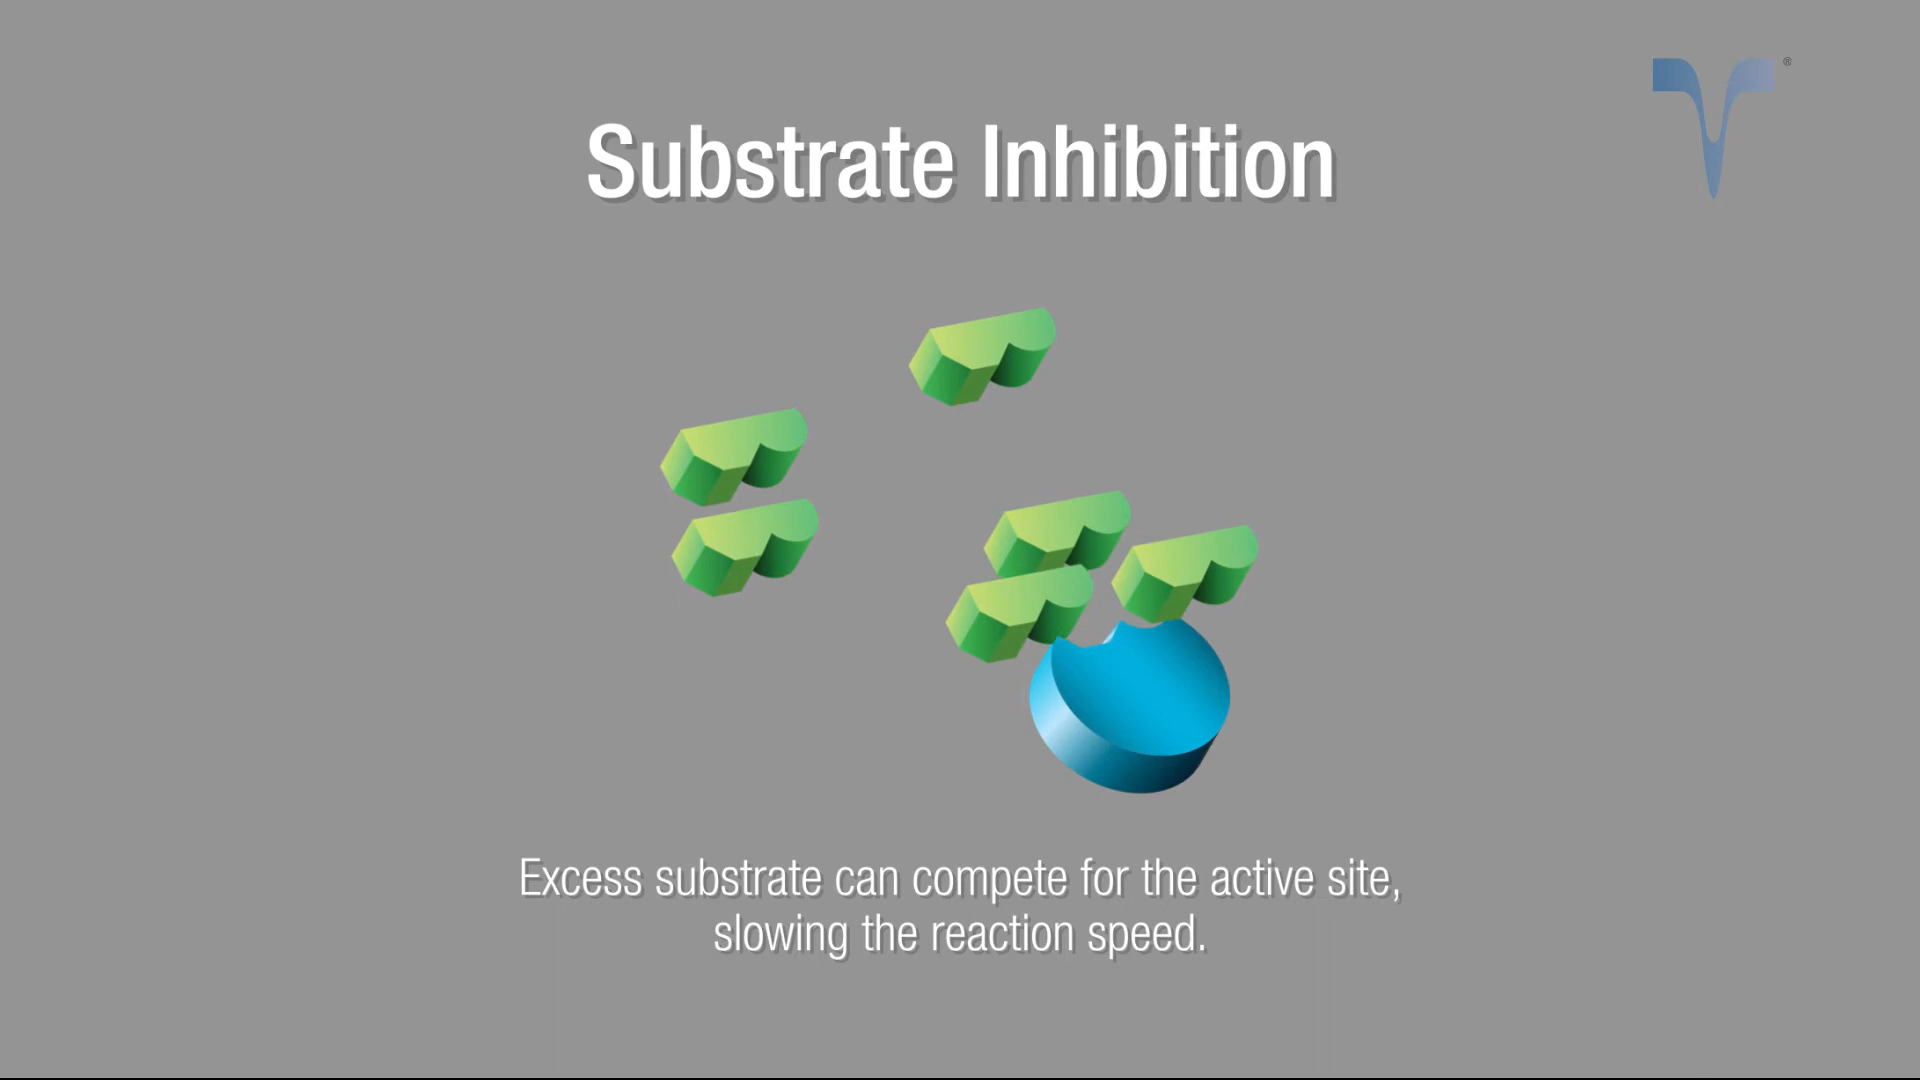 ®
Substrate Inhibition
Excess substrate can compete for the active site,
slowing the reaction speed.